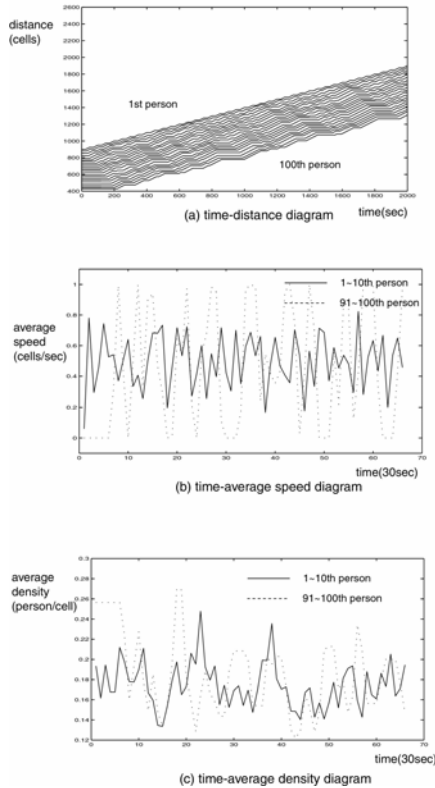 distance
(cells)
2600
2400
2200
2000
1800
1600
1400
1200
1000
800
600
400
1st person
100th person
0 200 400 600 800 1000 1200 1400 1600 1800 2000
time(sec)
(a) time-distance diagram
average
speed
(cells/sec)
1
0.8
0.6
0.4
0.2
0
1~10th person
91~100th person
0 10 20 30 40 50 60 70
time(30sec)
(b) time-average speed diagram
average
density
(person/cell)
0.3
0.28
0.26
0.24
0.22
0.2
0.18
0.16
0.14
0.12
1~10th person
91~100th person
0 10 20 30 40 50 60 70
time(30sec)
(c) time-average density diagram